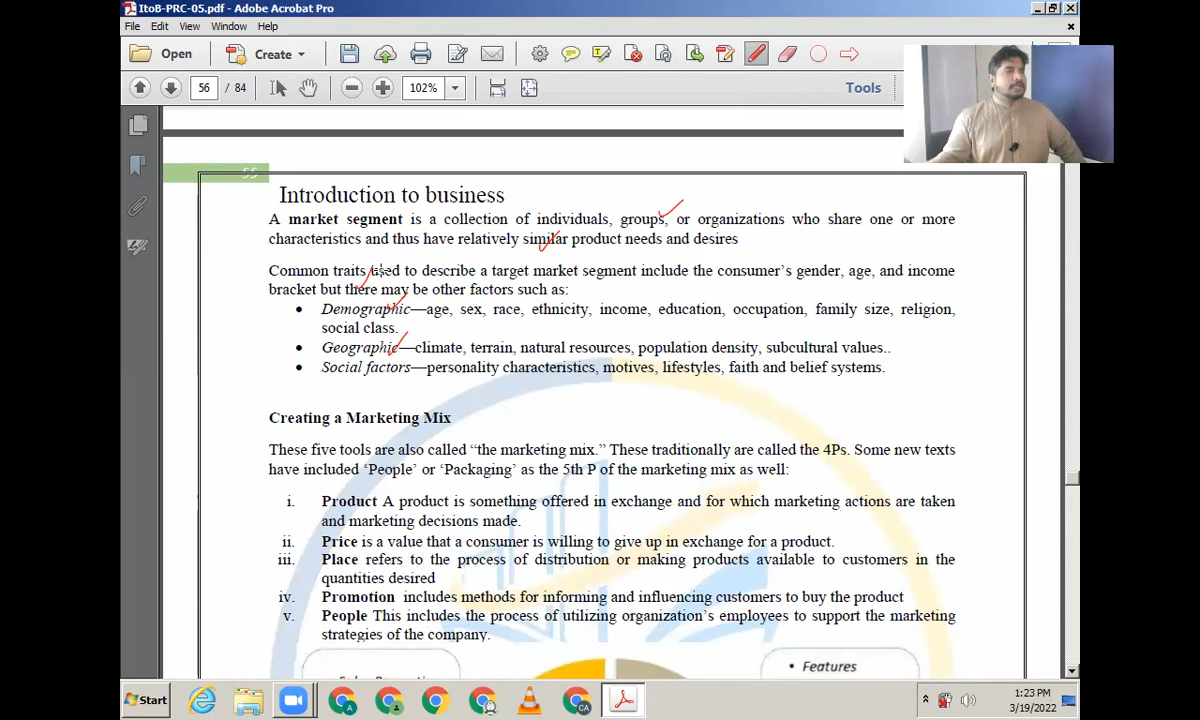 ItoB-PRC-05.pdf - Adobe Acrobat Pro
File Edit View Window Help
Open Create
56 / 84 102% Tools
55
Introduction to business
A market segment is a collection of individuals, groups, or organizations who share one or more
characteristics and thus have relatively similar product needs and desires
Common traits used to describe a target market segment include the consumer's gender, age, and income
bracket but there may be other factors such as:
• Demographic—age, sex, race, ethnicity, income, education, occupation, family size, religion,
social class.
• Geographic—climate, terrain, natural resources, population density, subcultural values..
• Social factors—personality characteristics, motives, lifestyles, faith and belief systems.
Creating a Marketing Mix
These five tools are also called “the marketing mix.” These traditionally are called the 4Ps. Some new texts
have included ‘People’ or ‘Packaging’ as the 5th P of the marketing mix as well:
i. Product A product is something offered in exchange and for which marketing actions are taken
and marketing decisions made.
ii. Price is a value that a consumer is willing to give up in exchange for a product.
iii. Place refers to the process of distribution or making products available to customers in the
quantities desired
iv. Promotion includes methods for informing and influencing customers to buy the product
v. People This includes the process of utilizing organization's employees to support the marketing
strategies of the company.
• Features
Start
1:23 PM
3/19/2022